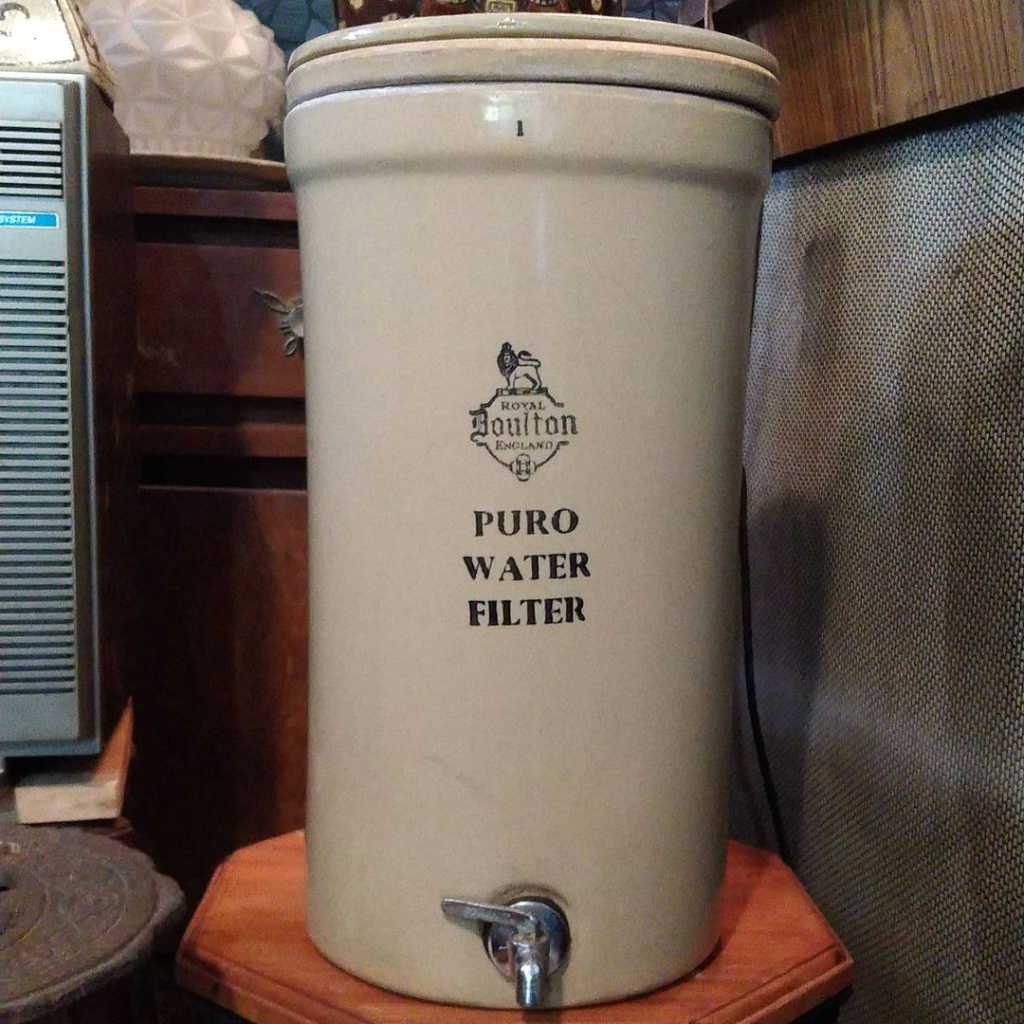 1
SYSTEM
ROYAL
Doulton
ENGLAND
PURO
WATER
FILTER